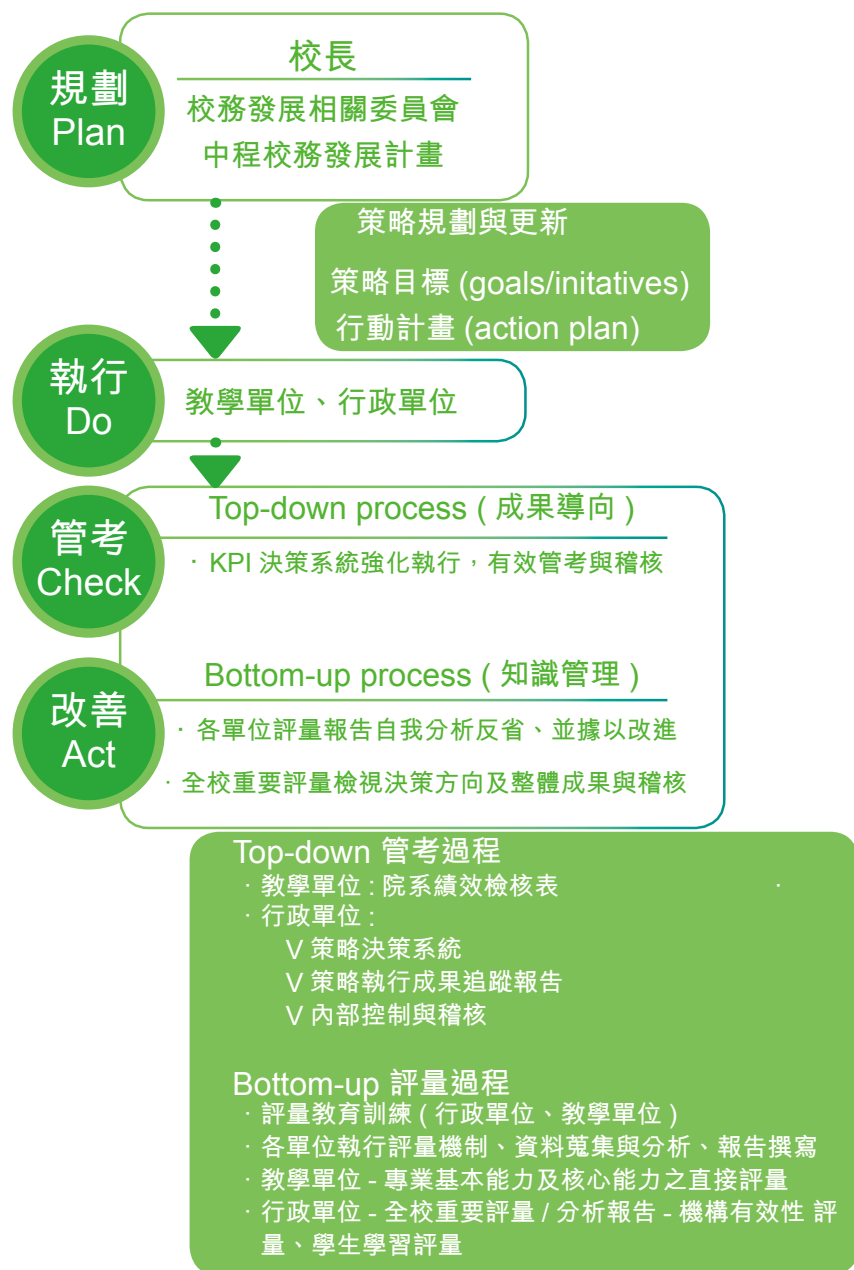 規劃
Plan
校長
校務發展相關委員會
中程校務發展計畫
策略規劃與更新
策略目標 (goals/initatives)
行動計畫 (action plan)
執行
Do
教學單位、行政單位
管考
Check
Top-down process ( 成果導向 )
· KPI 決策系統強化執行，有效管考與稽核
改善
Act
Bottom-up process ( 知識管理 )
· 各單位評量報告自我分析反省、並據以改進
· 全校重要評量檢視決策方向及整體成果與稽核
Top-down 管考過程
· 教學單位 : 院系績效檢核表 ·
· 行政單位 :
V 策略決策系統
V 策略執行成果追蹤報告
V 內部控制與稽核
Bottom-up 評量過程
· 評量教育訓練 ( 行政單位、教學單位 )
· 各單位執行評量機制、資料蒐集與分析、報告撰寫
· 教學單位 - 專業基本能力及核心能力之直接評量
· 行政單位 - 全校重要評量 / 分析報告 - 機構有效性 評
量、學生學習評量